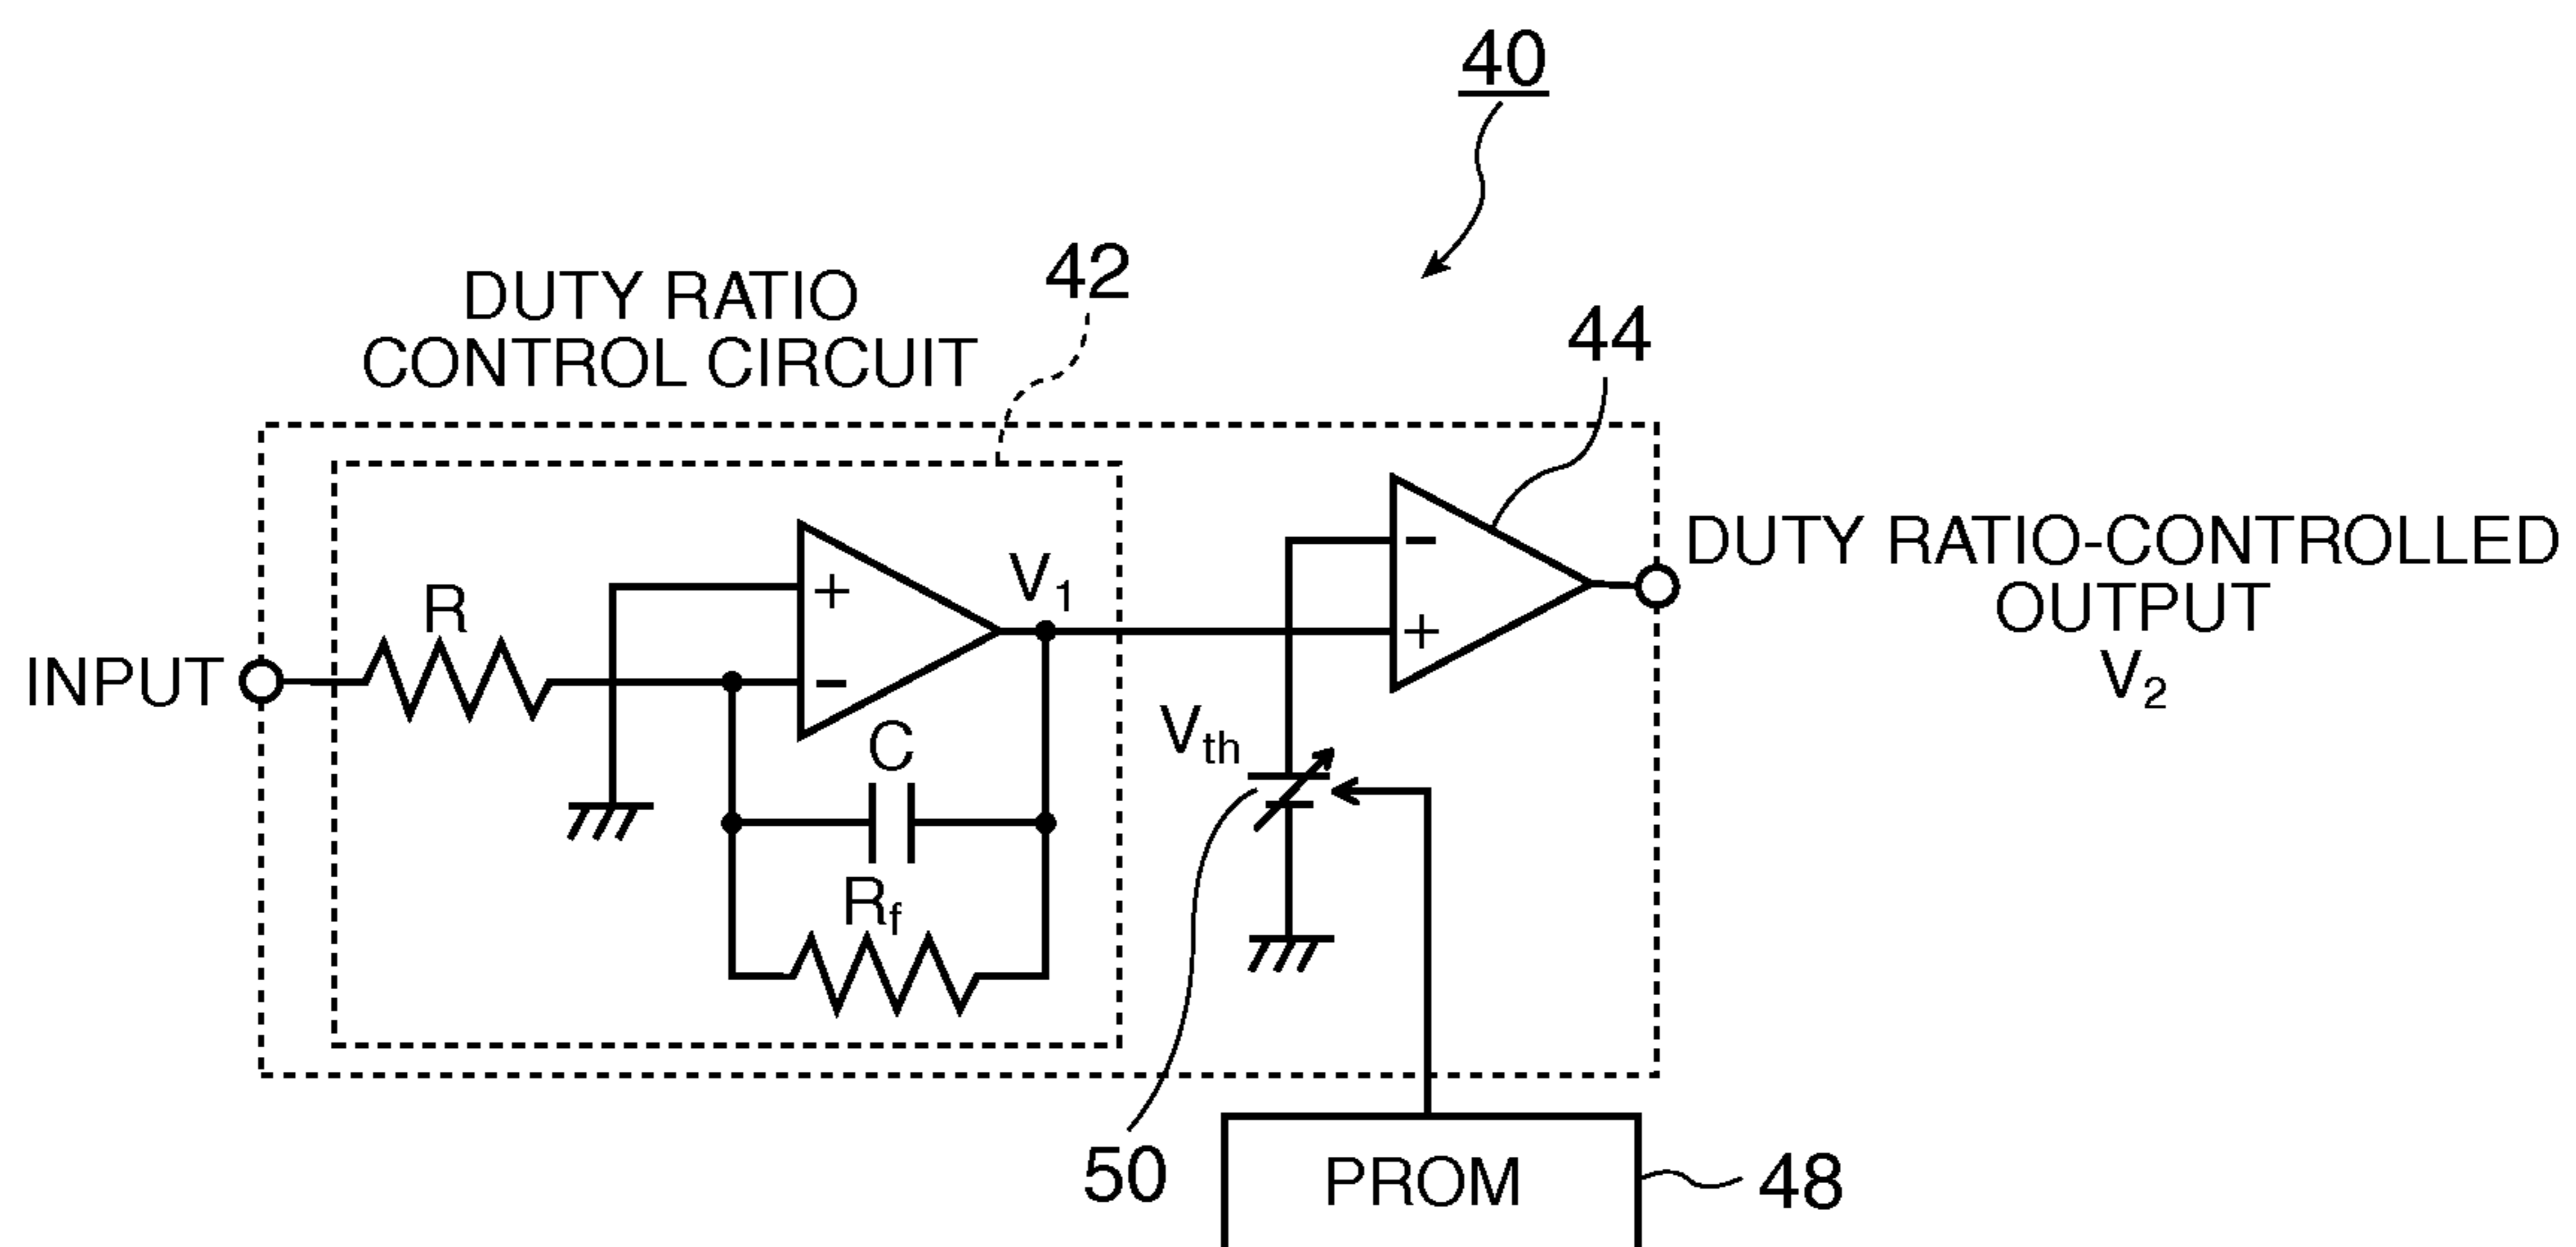 40
42
DUTY RATIO
CONTROL CIRCUIT
44
INPUT
R
+
−
V1
C
Rf
Vth
−
+
DUTY RATIO-CONTROLLED
OUTPUT
V2
50
PROM
48